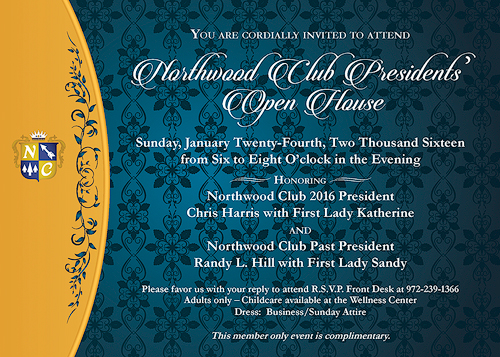 You are cordially invited to attend
Northwood Club Presidents'
Open House
Sunday, January Twenty-Fourth, Two Thousand Sixteen
from Six to Eight O'clock in the Evening
Honoring
Northwood Club 2016 President
Chris Harris with First Lady Katherine
and
Northwood Club Past President
Randy L. Hill with First Lady Sandy
Please favor us with your reply to attend R.S.V.P. Front Desk at 972-239-1366
Adults only – Childcare available at the Wellness Center
Dress: Business/Sunday Attire
This member only event is complimentary.
N
C